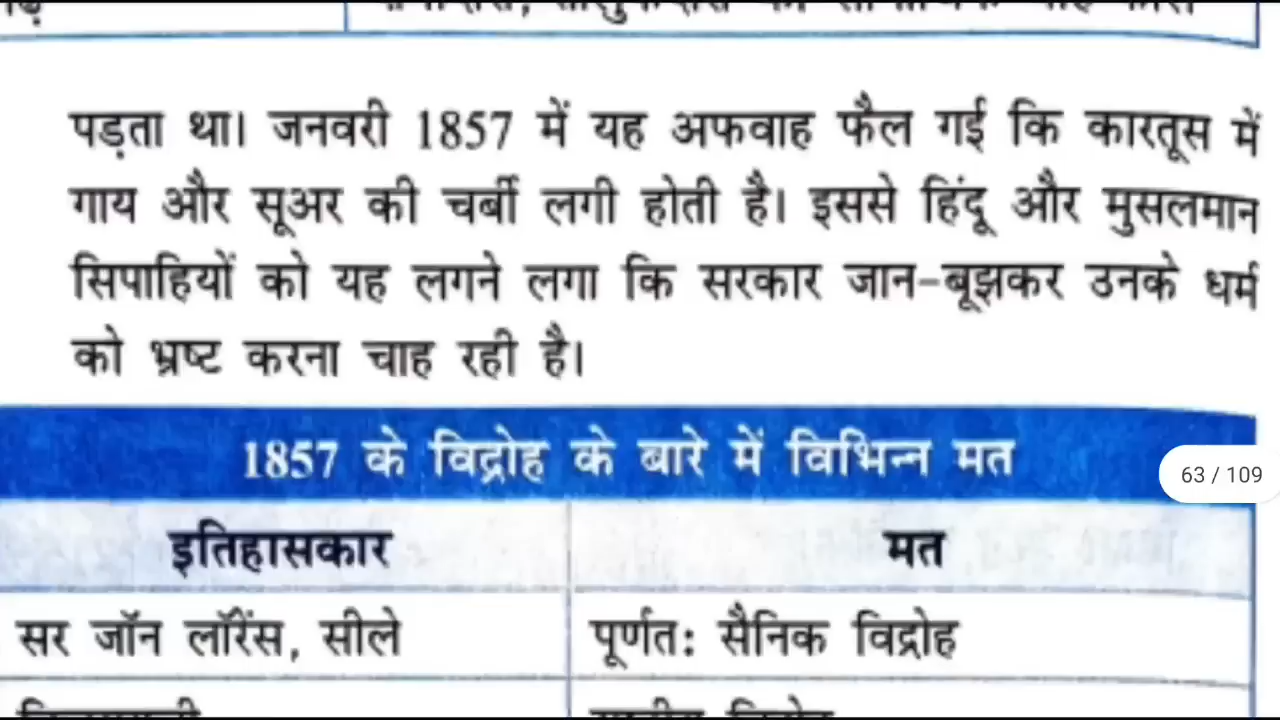 पड़ता था। जनवरी 1857 में यह अफवाह फैल गई कि कारतूस में
गाय और सूअर की चर्बी लगी होती है। इससे हिंदू और मुसलमान
सिपाहियों को यह लगने लगा कि सरकार जान-बूझकर उनके धर्म
को भ्रष्ट करना चाह रही है।
1857 के विद्रोह के बारे में विभिन्न मत
63 / 109
इतिहासकार मत
सर जॉन लॉरेंस, सीले पूर्णत: सैनिक विद्रोह